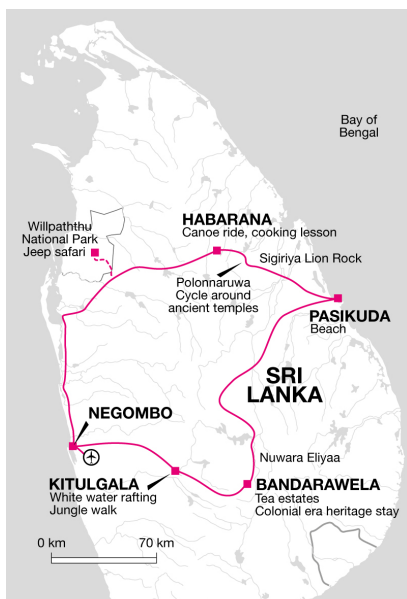 Bay of
Bengal
HABARANA
Canoe ride, cooking lesson
Willpaththu
National Park
Jeep safari
Sigiriya Lion Rock
Polonnaruwa
Cycle around
ancient temples
PASIKUDA
Beach
SRI
LANKA
NEGOMBO
Nuwara Eliyaa
KITULGALA
White water rafting
Jungle walk
BANDARAWELA
Tea estates
Colonial era heritage stay
0 km
70 km